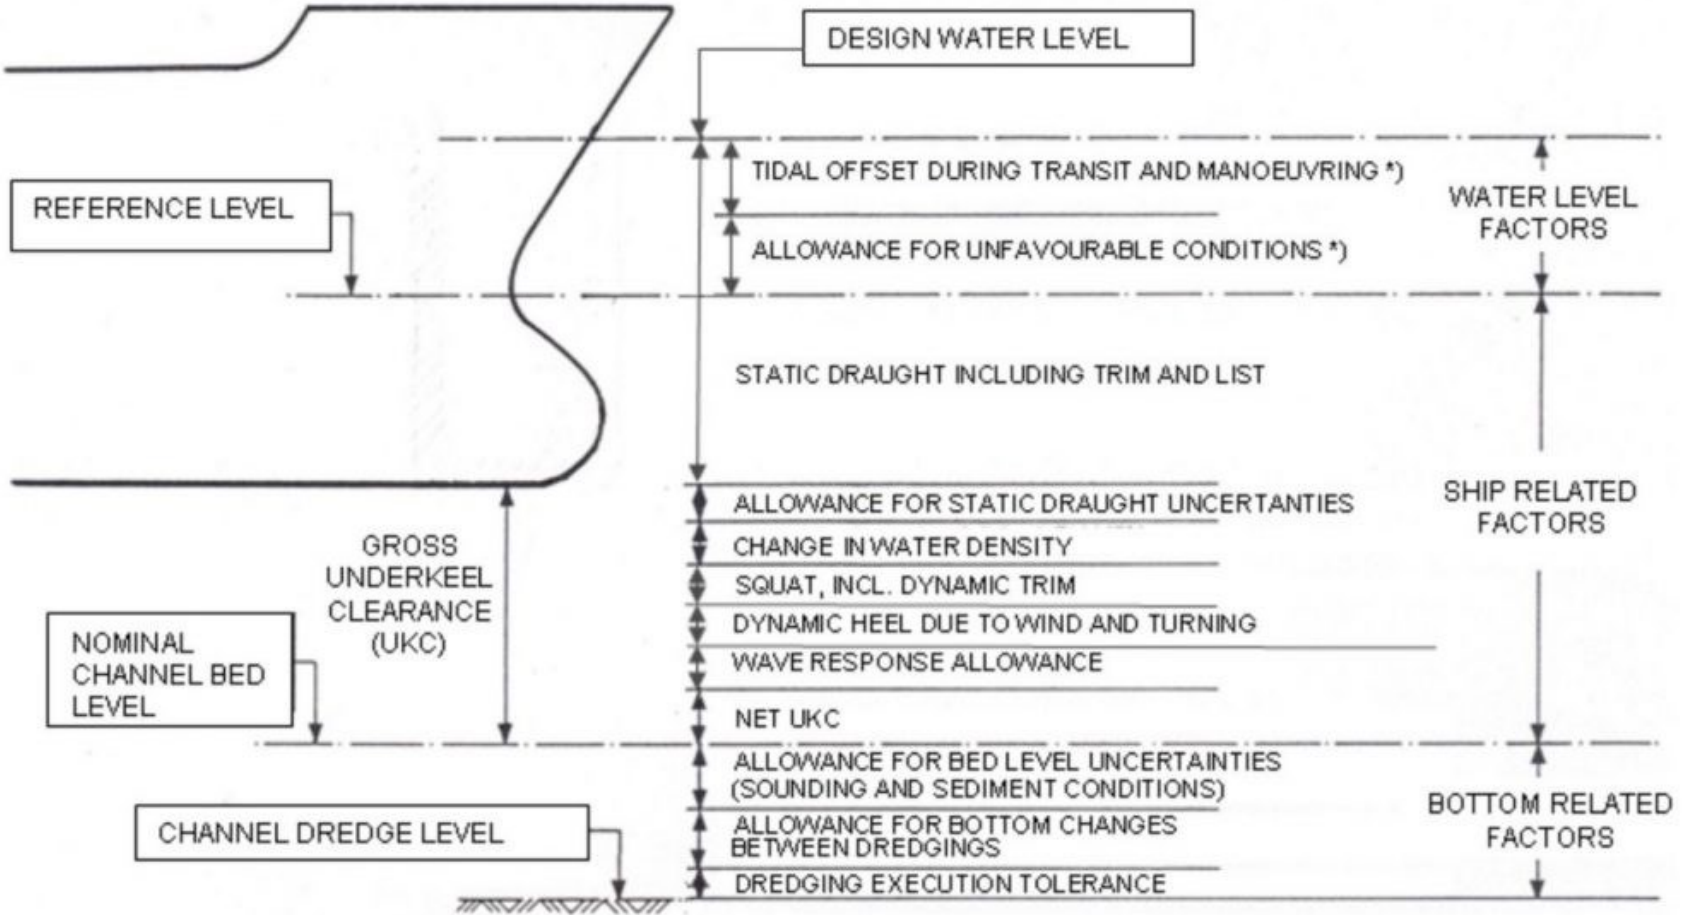 DESIGN WATER LEVEL
TIDAL OFFSET DURING TRANSIT AND MANOEUVRING *)
WATER LEVEL
FACTORS
REFERENCE LEVEL
ALLOWANCE FOR UNFAVOURABLE CONDITIONS *)
STATIC DRAUGHT INCLUDING TRIM AND LIST
ALLOWANCE FOR STATIC DRAUGHT UNCERTANTIES
SHIP RELATED
FACTORS
CHANGE IN WATER DENSITY
GROSS
UNDERKEEL
CLEARANCE
(UKC)
SQUAT, INCL. DYNAMIC TRIM
DYNAMIC HEEL DUE TO WIND AND TURNING
NOMINAL
CHANNEL BED
LEVEL
WAVE RESPONSE ALLOWANCE
NET UKC
ALLOWANCE FOR BED LEVEL UNCERTAINTIES
(SOUNDING AND SEDIMENT CONDITIONS)
BOTTOM RELATED
FACTORS
CHANNEL DREDGE LEVEL
ALLOWANCE FOR BOTTOM CHANGES
BETWEEN DREDGINGS
DREDGING EXECUTION TOLERANCE